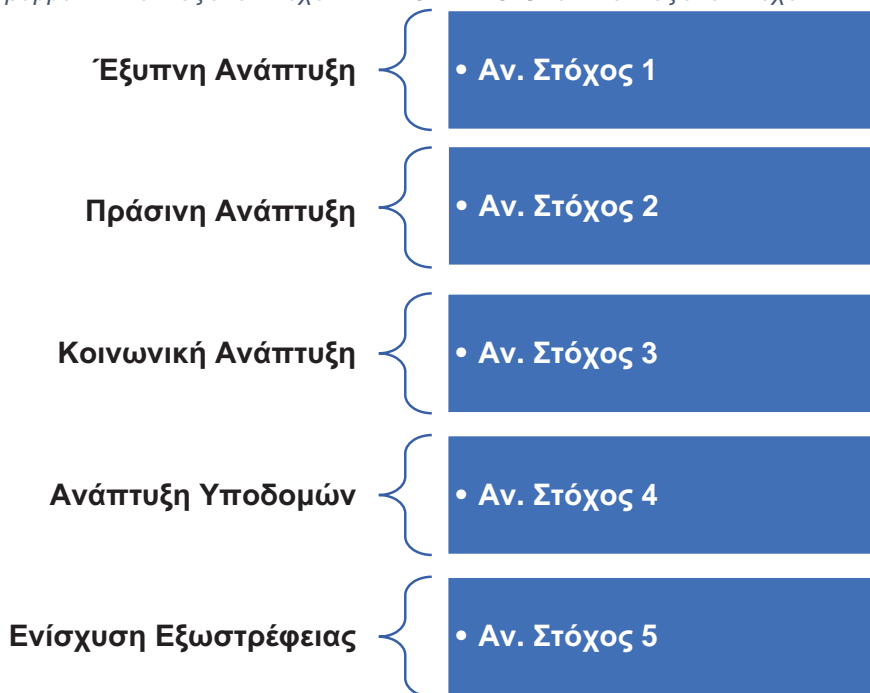 Έξυπνη Ανάπτυξη
• Αν. Στόχος 1
Πράσινη Ανάπτυξη
• Αν. Στόχος 2
Κοινωνική Ανάπτυξη
• Αν. Στόχος 3
Ανάπτυξη Υποδομών
• Αν. Στόχος 4
Ενίσχυση Εξωστρέφειας
• Αν. Στόχος 5